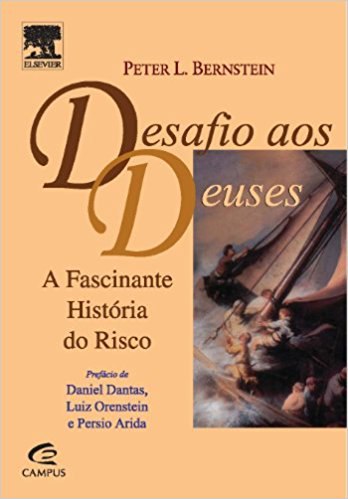 ELSEVIER
PETER L. BERNSTEIN
Desafio aos
Deuses
A Fascinante
História
do Risco
Prefácio de
Daniel Dantas,
Luiz Orenstein
e Persio Arida
CAMPUS